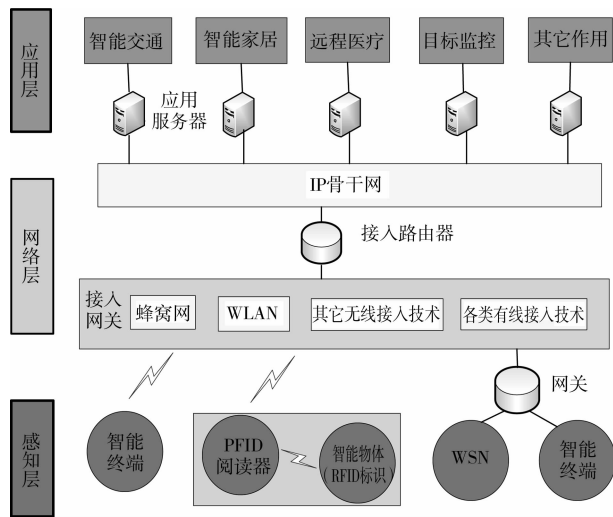 应用层
智能交通
智能家居
远程医疗
目标监控
其它作用
应用
服务器
IP骨干网
网络层
接入路由器
接入
网关
蜂窝网
WLAN
其它无线接入技术
各类有线接入技术
网关
感知层
智能
终端
PFID
阅读器
智能物体
（RFID标识）
WSN
智能
终端